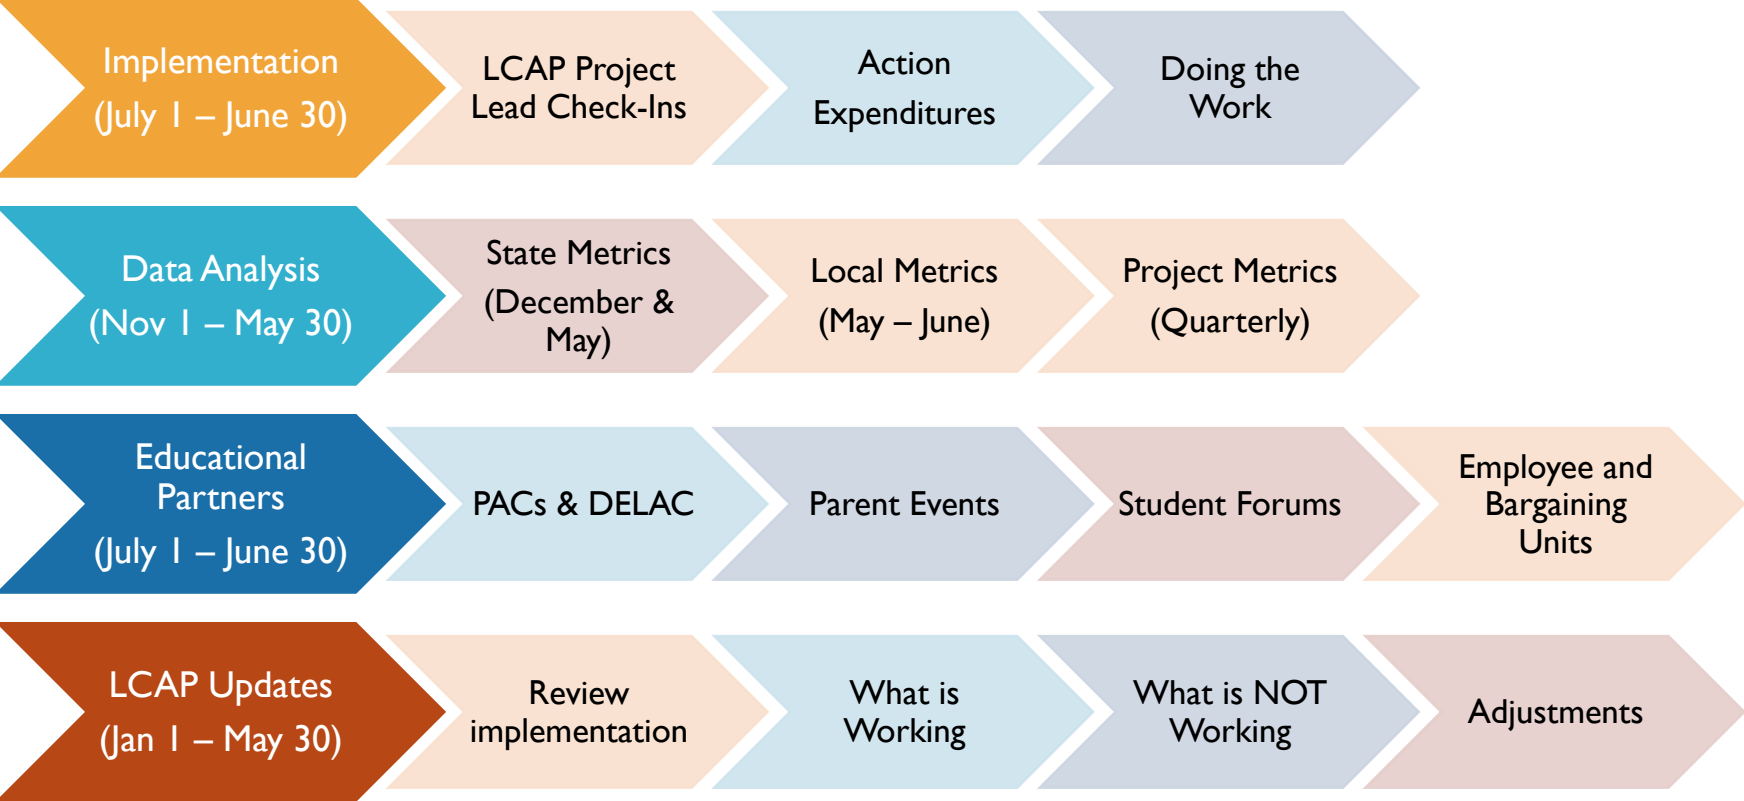 Implementation
(July 1 – June 30)
LCAP Project
Lead Check-Ins
Action
Expenditures
Doing the
Work
Data Analysis
(Nov 1 – May 30)
State Metrics
(December &
May)
Local Metrics
(May – June)
Project Metrics
(Quarterly)
Educational
Partners
(July 1 – June 30)
PACs & DELAC
Parent Events
Student Forums
Employee and
Bargaining
Units
LCAP Updates
(Jan 1 – May 30)
Review
implementation
What is
Working
What is NOT
Working
Adjustments